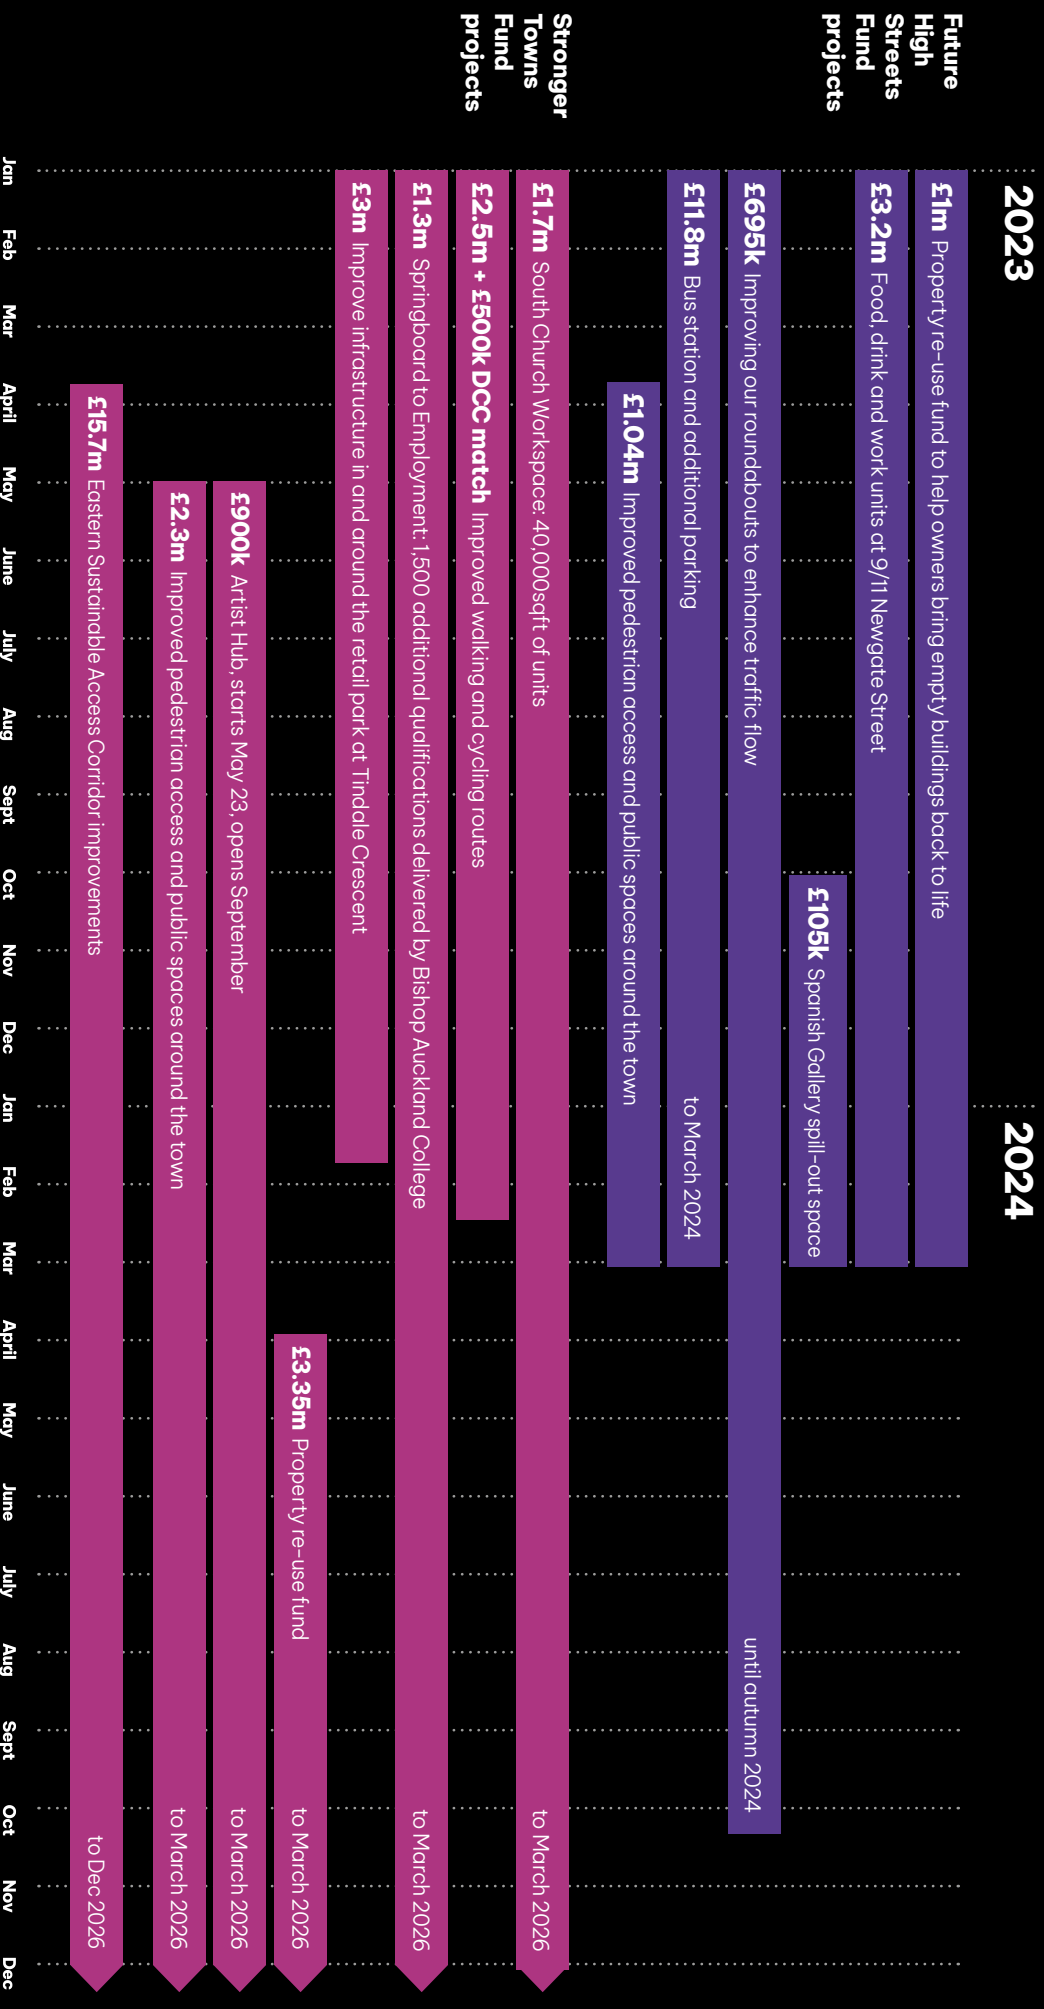 2023
2024
Future
High
Streets
Fund
projects
£1m Property re-use fund to help owners bring empty buildings back to life
£3.2m Food, drink and work units at 9/11 Newgate Street
£105k Spanish Gallery spill-out space
£695k Improving our roundabouts to enhance traffic flow
until autumn 2024
£11.8m Bus station and additional parking
to March 2024
£1.04m Improved pedestrian access and public spaces around the town
Stronger
Towns
Fund
projects
£1.7m South Church Workspace: 40,000sqft of units
to March 2026
£2.5m + £500k DCC match Improved walking and cycling routes
£1.3m Springboard to Employment: 1,500 additional qualifications delivered by Bishop Auckland College
to March 2026
£3m Improve infrastructure in and around the retail park at Tindale Crescent
£3.35m Property re-use fund
to March 2026
£900k Artist Hub, starts May 23, opens September
to March 2026
£2.3m Improved pedestrian access and public spaces around the town
to March 2026
£15.7m Eastern Sustainable Access Corridor improvements
to Dec 2026
Jan Feb Mar April May June July Aug Sept Oct Nov Dec Jan Feb Mar April May June July Aug Sept Oct Nov Dec